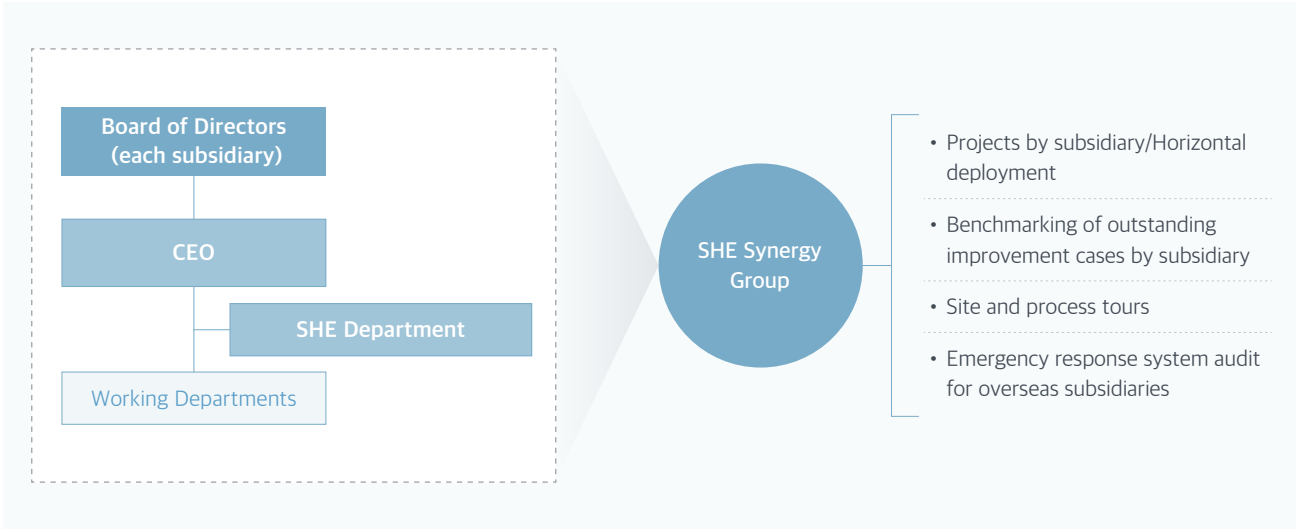 Board of Directors
(each subsidiary)
CEO
SHE Department
Working Departments
SHE Synergy
Group
• Projects by subsidiary/Horizontal
deployment
• Benchmarking of outstanding
improvement cases by subsidiary
• Site and process tours
• Emergency response system audit
for overseas subsidiaries